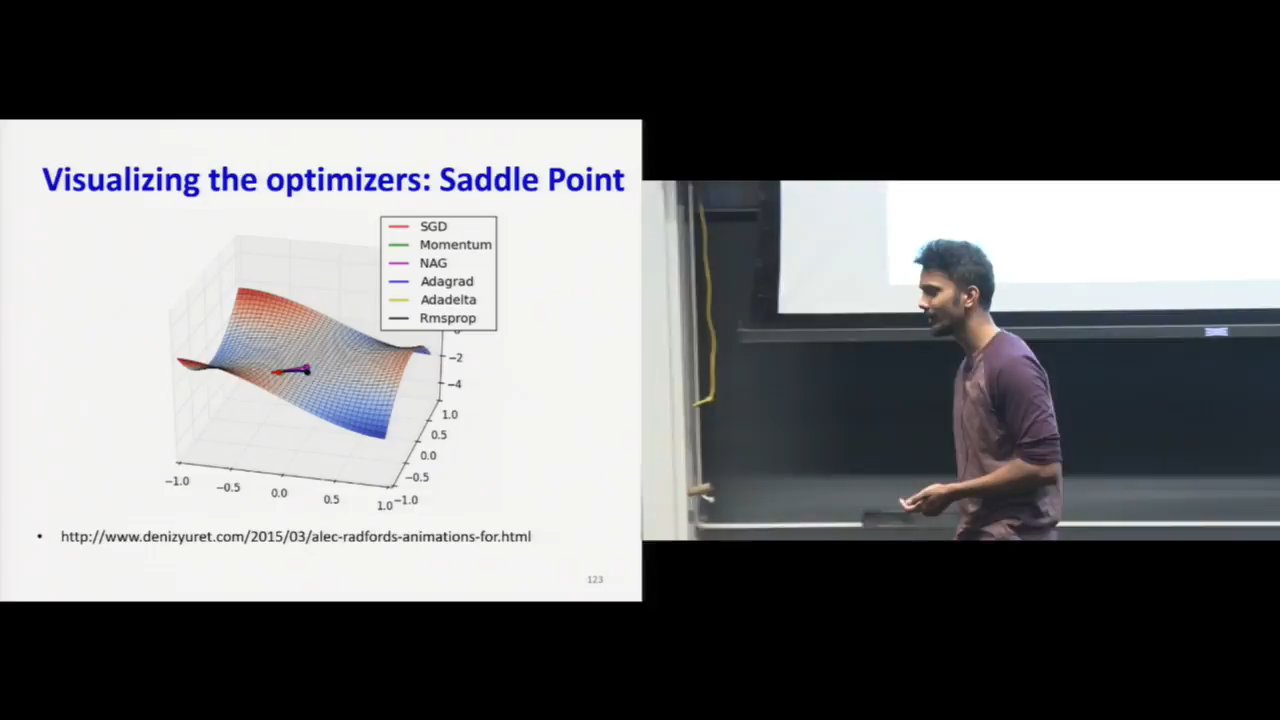 Visualizing the optimizers: Saddle Point
SGD
Momentum
NAG
Adagrad
Adadelta
Rmsprop
−2
−4
1.0
0.5
0.0
−0.5
−1.0
−1.0
−0.5
0.0
0.5
1.0
• http://www.denizyuret.com/2015/03/alec-radfords-animations-for.html
123